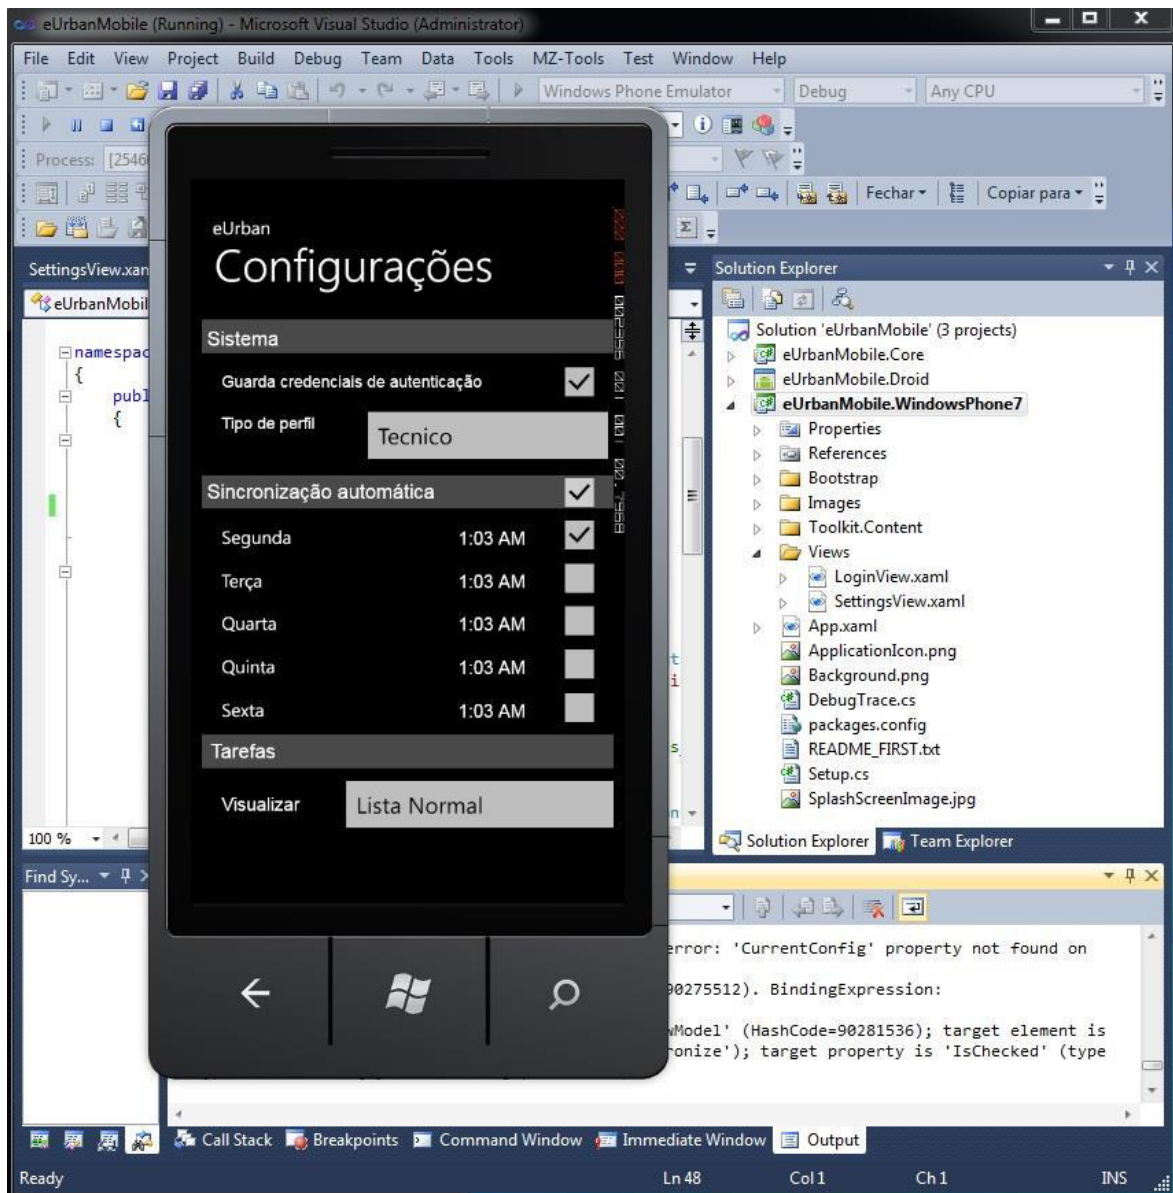 eUrbanMobile (Running) - Microsoft Visual Studio (Administrator)
File Edit View Project Build Debug Team Data Tools MZ-Tools Test Window Help
Windows Phone Emulator Debug Any CPU
Process: [2546
Fechar Copiar para
SettingsView.xam
eUrbanMobil
namespac
{
publ
{
100 %
eUrban
Configurações
Sistema
Guarda credenciais de autenticação
Tipo de perfil Tecnico
Sincronização automática
Segunda 1:03 AM
Terça 1:03 AM
Quarta 1:03 AM
Quinta 1:03 AM
Sexta 1:03 AM
Tarefas
Visualizar Lista Normal
Solution Explorer
Solution 'eUrbanMobile' (3 projects)
eUrbanMobile.Core
eUrbanMobile.Droid
eUrbanMobile.WindowsPhone7
Properties
References
Bootstrap
Images
Toolkit.Content
Views
LoginView.xaml
SettingsView.xaml
App.xaml
ApplicationIcon.png
Background.png
DebugTrace.cs
packages.config
README_FIRST.txt
Setup.cs
SplashScreenImage.jpg
Solution Explorer Team Explorer
Find Sy...
error: 'CurrentConfig' property not found on
90275512). BindingExpression:
wModel' (HashCode=90281536); target element is
ronize'); target property is 'IsChecked' (type
Call Stack Breakpoints Command Window Immediate Window Output
Ready Ln 48 Col 1 Ch 1 INS